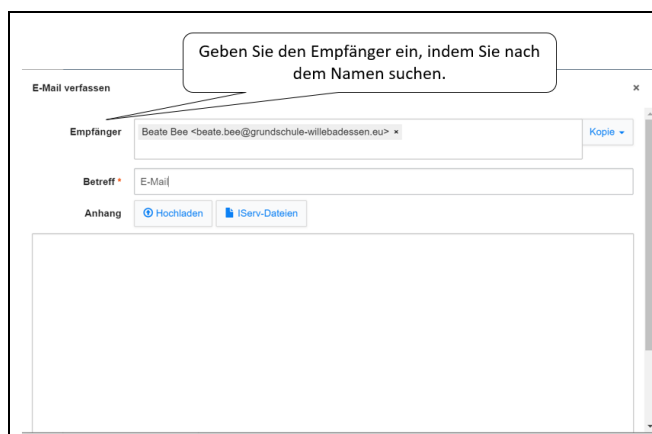 Geben Sie den Empfänger ein, indem Sie nach
dem Namen suchen.
E-Mail verfassen ×
Empfänger Beate Bee <beate.bee@grundschule-willebadessen.eu> × Kopie
Betreff * E-Mail
Anhang Hochladen IServ-Dateien